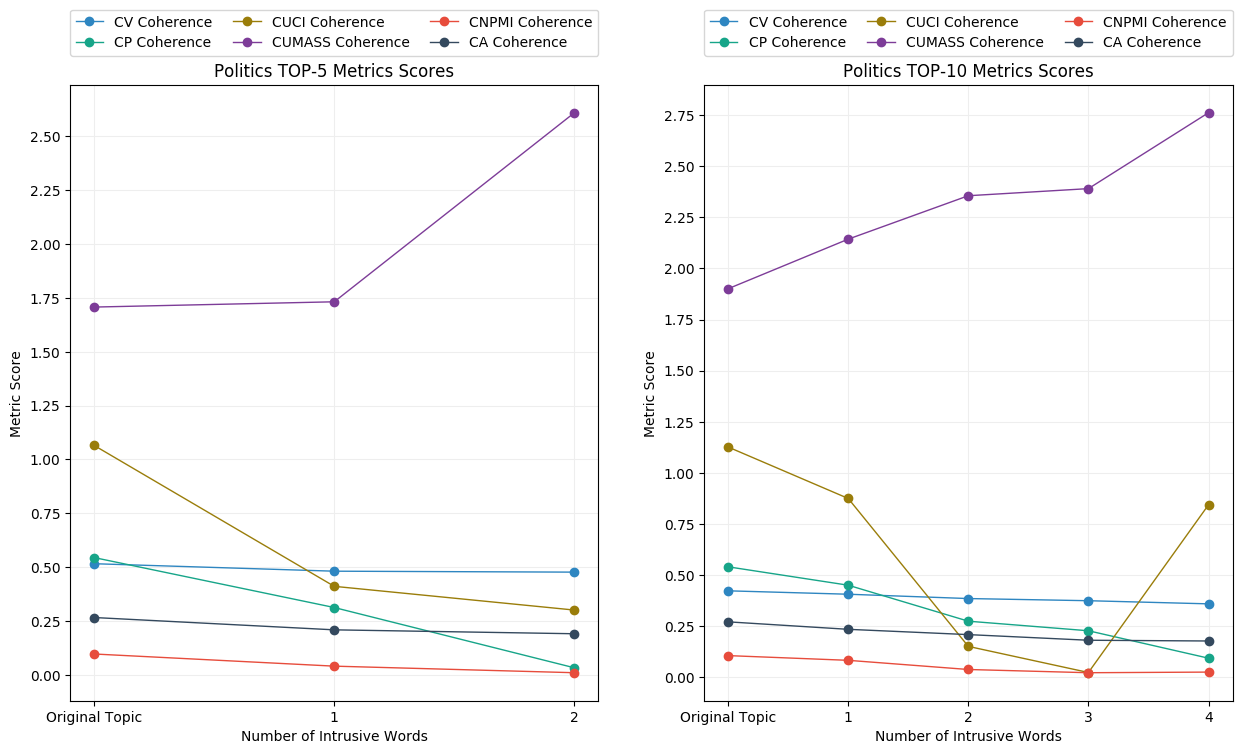 CV Coherence CUCI Coherence CNPMI Coherence
CP Coherence CUMASS Coherence CA Coherence
Politics TOP-5 Metrics Scores
2.50
2.25
2.00
1.75
1.50
1.25
1.00
0.75
0.50
0.25
0.00
Metric Score
Original Topic 1 2
Number of Intrusive Words
CV Coherence CUCI Coherence CNPMI Coherence
CP Coherence CUMASS Coherence CA Coherence
Politics TOP-10 Metrics Scores
2.75
2.50
2.25
2.00
1.75
1.50
1.25
1.00
0.75
0.50
0.25
0.00
Metric Score
Original Topic 1 2 3 4
Number of Intrusive Words